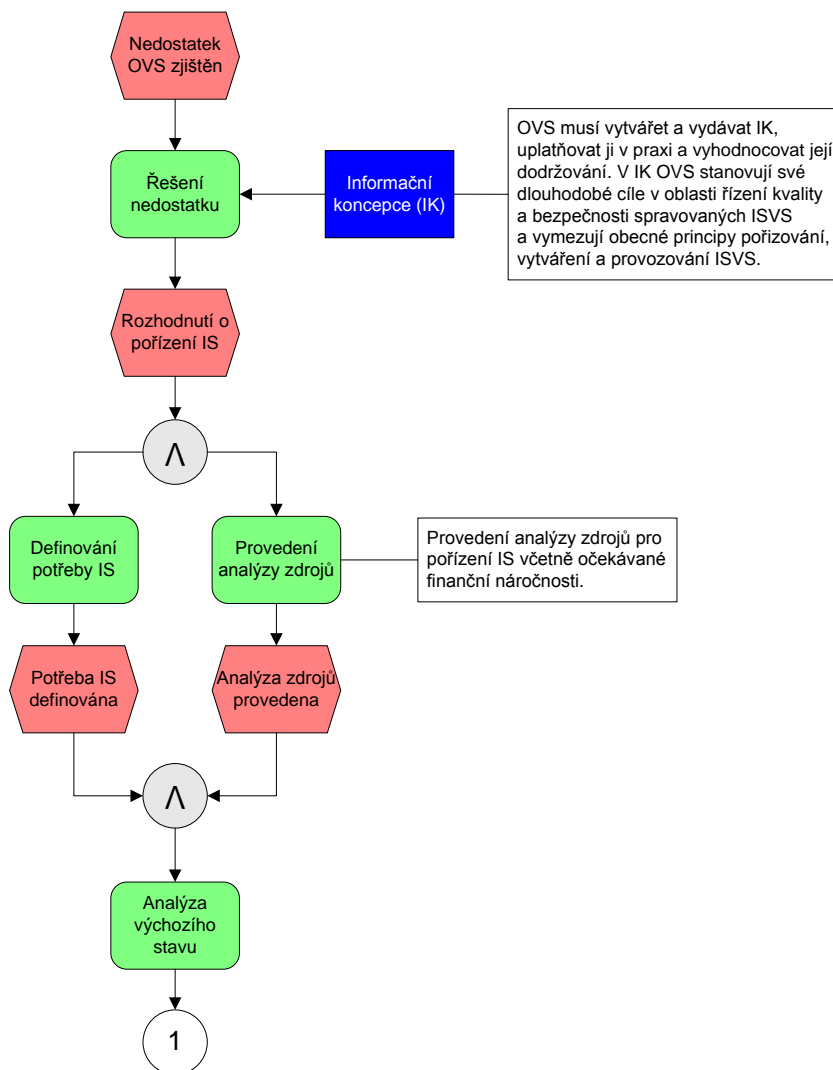 Nedostatek
OVS zjištěn
Řešení
nedostatku
Informační
koncepce (IK)
OVS musí vytvářet a vydávat IK,
uplatňovat ji v praxi a vyhodnocovat její
dodržování. V IK OVS stanovují své
dlouhodobé cíle v oblasti řízení kvality
a bezpečnosti spravovaných ISVS
a vymezují obecné principy pořizování,
vytváření a provozování ISVS.
Rozhodnutí o
pořízení IS
Λ
Definování
potřeby IS
Provedení
analýzy zdrojů
Provedení analýzy zdrojů pro
pořízení IS včetně očekávané
finanční náročnosti.
Potřeba IS
definována
Analýza zdrojů
provedena
Λ
Analýza
výchozího
stavu
1